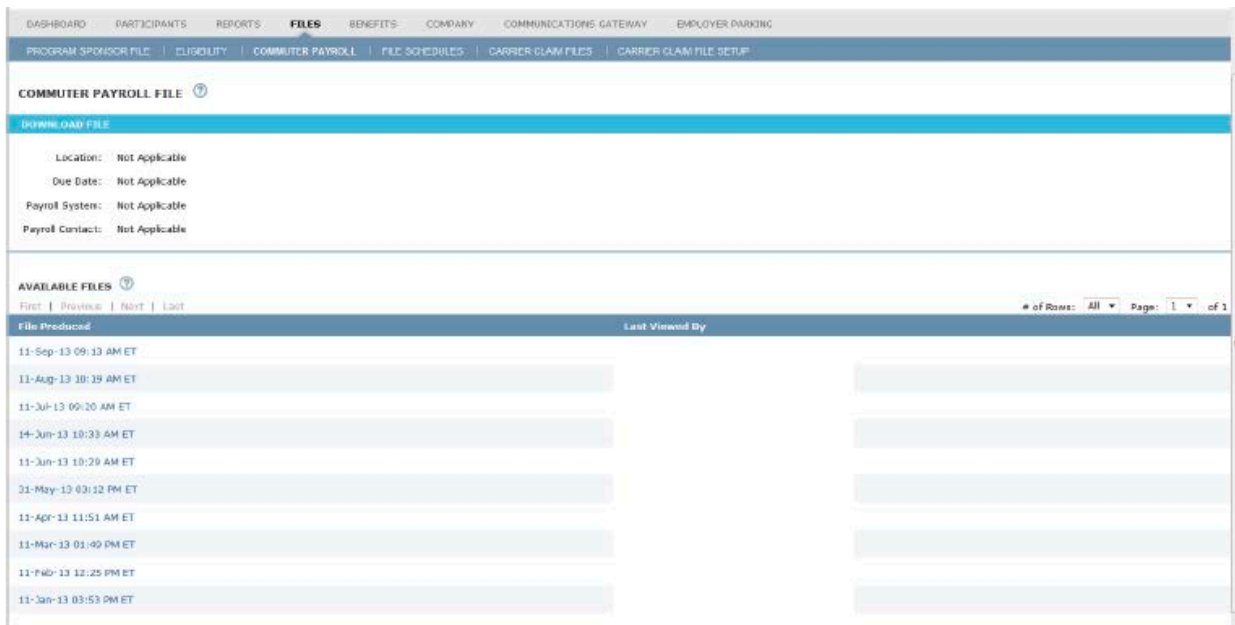 DASHBOARD PARTICIPANTS REPORTS FILES BENEFITS COMPANY COMMUNICATIONS GATEWAY EMPLOYER PARKING
PROGRAM SPONSOR FILE | ELIGIBILITY | COMMUTER PAYROLL | FILE SCHEDULES | CARRIER CLAIM FILES | CARRIER CLAIM FILE SETUP
COMMUTER PAYROLL FILE ?
DOWNLOAD FILE
Location: Not Applicable
Due Date: Not Applicable
Payroll System: Not Applicable
Payroll Contact: Not Applicable
AVAILABLE FILES ?
First | Previous | Next | Last # of Rows: All Page: 1 of 1
File Produced Last Viewed By
11-Sep-13 09:13 AM ET
11-Aug-13 10:19 AM ET
11-Jul-13 09:20 AM ET
14-Jun-13 10:33 AM ET
11-Jun-13 10:29 AM ET
31-May-13 03:12 PM ET
11-Apr-13 11:51 AM ET
11-Mar-13 01:49 PM ET
11-Feb-13 12:25 PM ET
11-Jan-13 03:53 PM ET